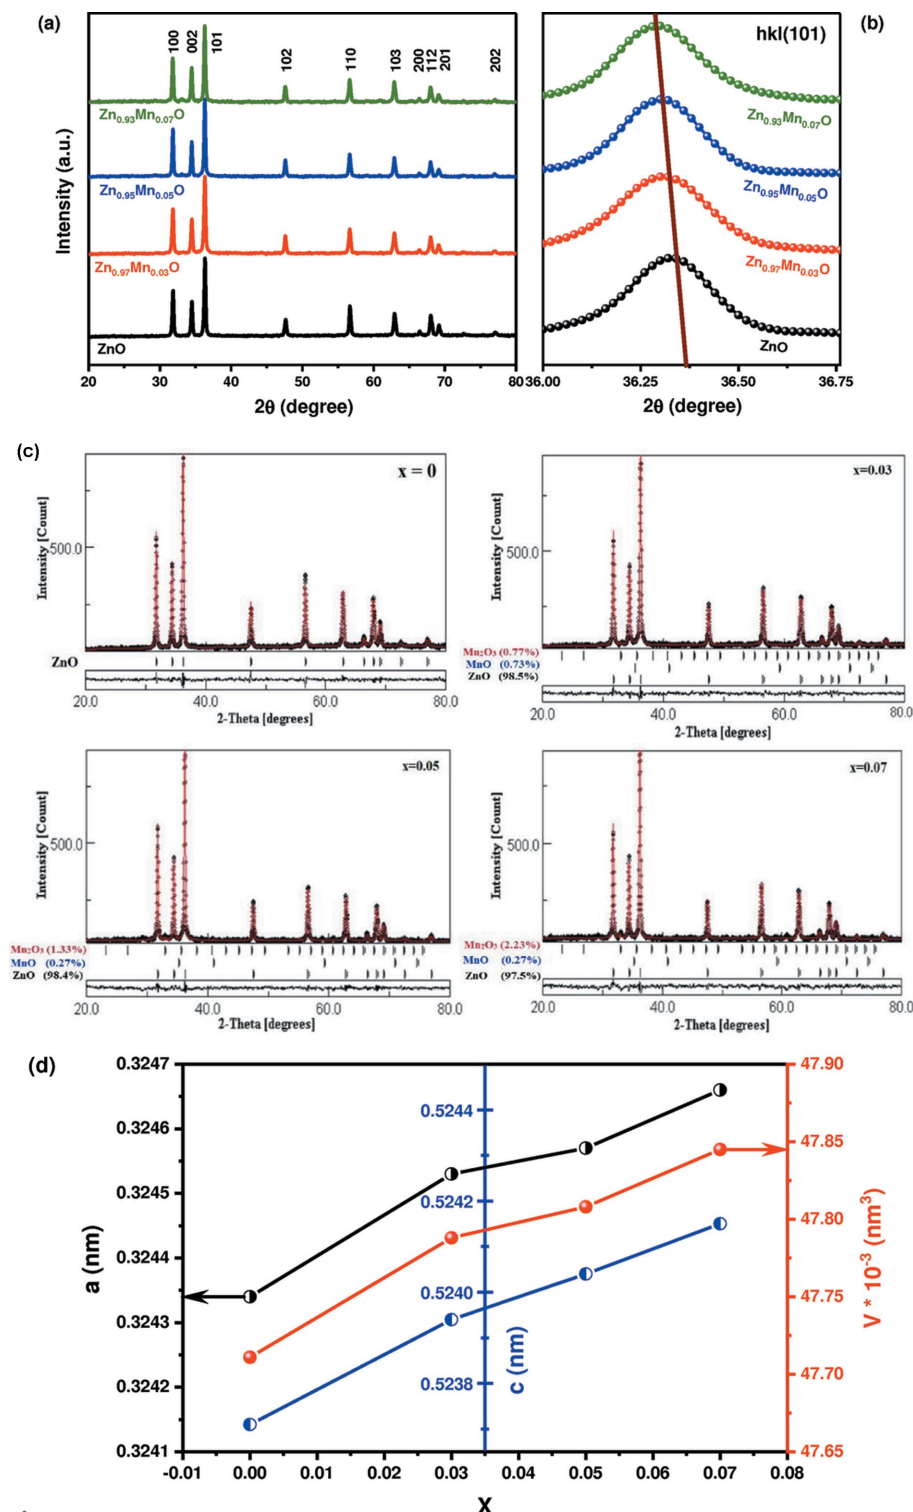 (a)
100
002
101
102
110
103
200
112
201
202
Zn0.93Mn0.07O
Zn0.95Mn0.05O
Zn0.97Mn0.03O
ZnO
Intensity (a.u.)
20 30 40 50 60 70 80
2θ (degree)
hkl(101)
(b)
Zn0.93Mn0.07O
Zn0.95Mn0.05O
Zn0.97Mn0.03O
ZnO
36.00 36.25 36.50 36.75
2θ (degree)
(c)
x = 0
Intensity [Count]
500.0
ZnO
20.0 40.0 60.0 80.0
2-Theta [degrees]
x=0.03
Intensity [Count]
500.0
Mn₂O₃ (0.77%)
MnO (0.73%)
ZnO (98.5%)
20.0 40.0 60.0 80.0
2-Theta [degrees]
x=0.05
Intensity [Count]
500.0
Mn₂O₃ (1.33%)
MnO (0.27%)
ZnO (98.4%)
20.0 40.0 60.0 80.0
2-Theta [degrees]
x=0.07
Intensity [Count]
500.0
Mn₂O₃ (2.23%)
MnO (0.27%)
ZnO (97.5%)
20.0 40.0 60.0 80.0
2-Theta [degrees]
(d)
0.3247
0.3246
0.3245
0.3244
0.3243
0.3242
0.3241
a (nm)
0.5244
0.5242
0.5240
0.5238
c (nm)
47.90
47.85
47.80
47.75
47.70
47.65
V * 10⁻³ (nm³)
-0.01 0.00 0.01 0.02 0.03 0.04 0.05 0.06 0.07 0.08
X